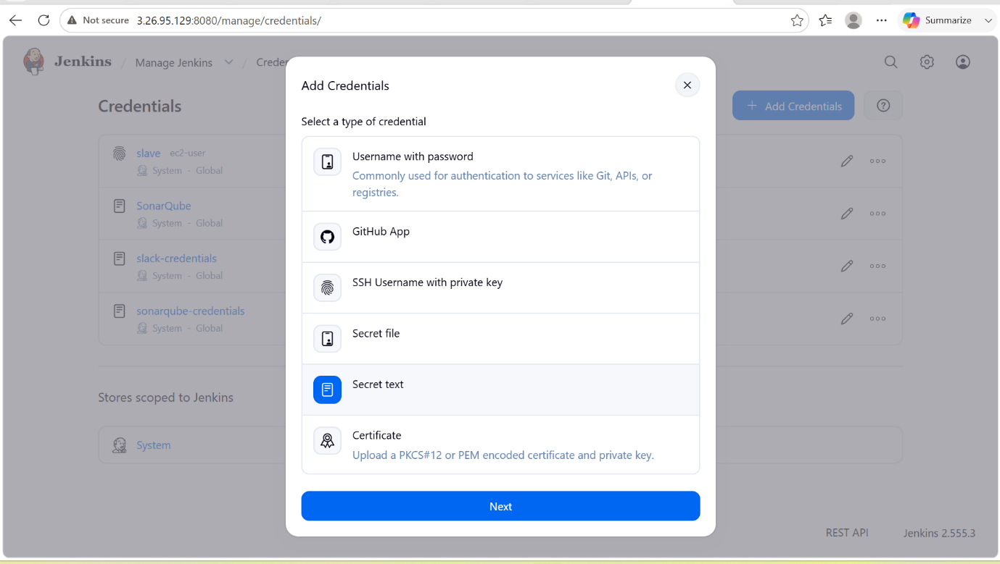 Not secure 3.26.95.129:8080/manage/credentials/
Summarize
Jenkins / Manage Jenkins / Creder
Add Credentials
Credentials
+ Add Credentials
Select a type of credential
slave ec2-user
System - Global
SonarQube
System - Global
slack-credentials
System - Global
sonarqube-credentials
System - Global
Stores scoped to Jenkins
System
Username with password
Commonly used for authentication to services like Git, APIs, or
registries.
GitHub App
SSH Username with private key
Secret file
Secret text
Certificate
Upload a PKCS#12 or PEM encoded certificate and private key.
Next
REST API
Jenkins 2.555.3